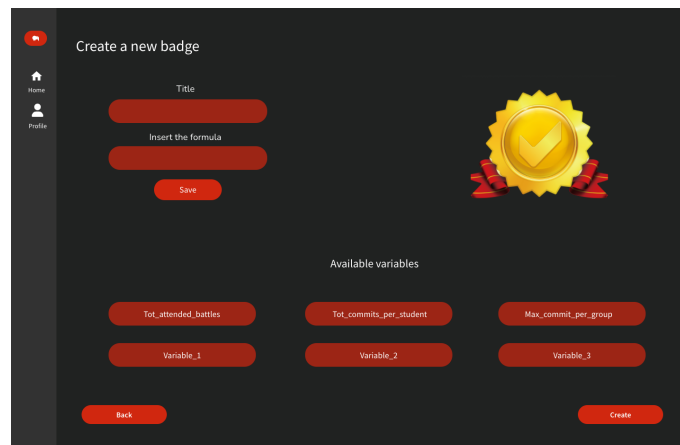 Create a new badge
Home
Profile
Title
Insert the formula
Save
Available variables
Tot_attended_battles
Tot_commits_per_student
Max_commit_per_group
Variable_1
Variable_2
Variable_3
Back
Create